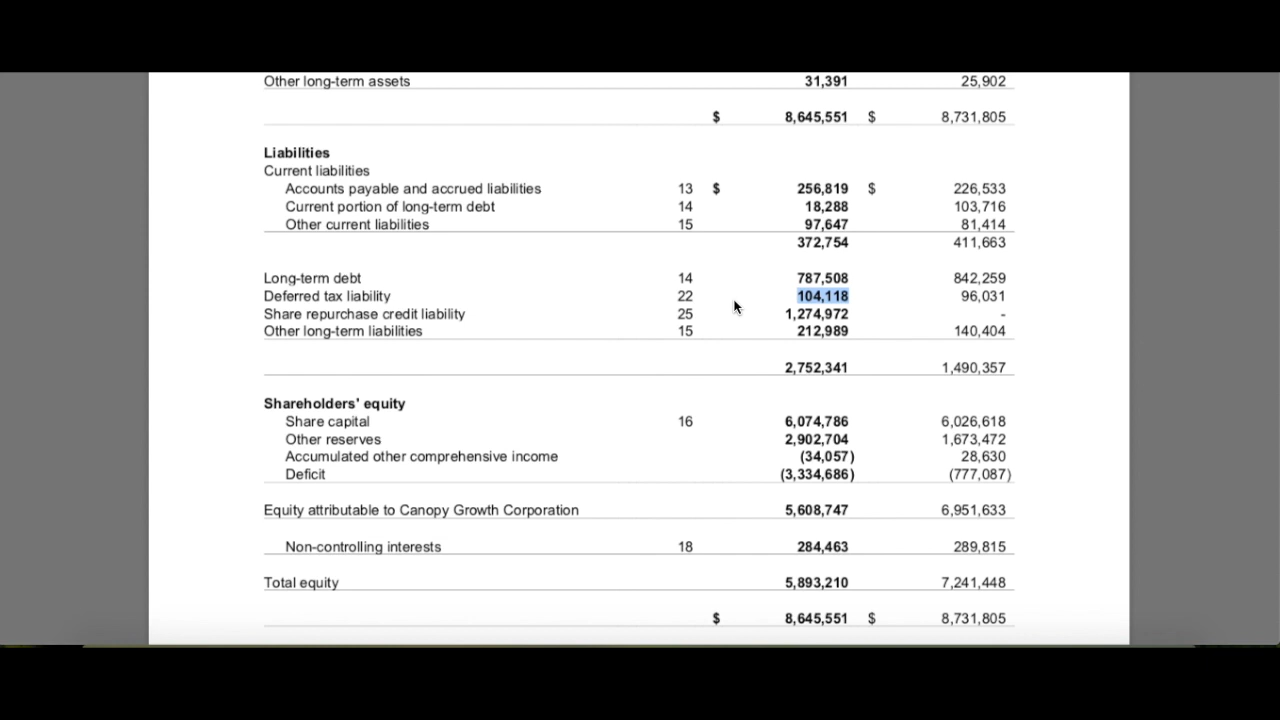 Other long-term assets 31,391 25,902
$ 8,645,551 $ 8,731,805
Liabilities
Current liabilities
Accounts payable and accrued liabilities 13 $ 256,819 $ 226,533
Current portion of long-term debt 14 18,288 103,716
Other current liabilities 15 97,647 81,414
372,754 411,663
Long-term debt 14 787,508 842,259
Deferred tax liability 22 104,118 96,031
Share repurchase credit liability 25 1,274,972 -
Other long-term liabilities 15 212,989 140,404
2,752,341 1,490,357
Shareholders' equity
Share capital 16 6,074,786 6,026,618
Other reserves 2,902,704 1,673,472
Accumulated other comprehensive income (34,057) 28,630
Deficit (3,334,686) (777,087)
Equity attributable to Canopy Growth Corporation 5,608,747 6,951,633
Non-controlling interests 18 284,463 289,815
Total equity 5,893,210 7,241,448
$ 8,645,551 $ 8,731,805